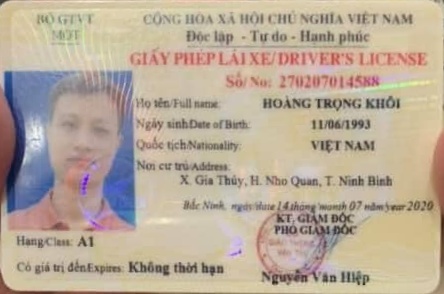 BỘ GTVT
MOT
CỘNG HÒA XÃ HỘI CHỦ NGHĨA VIỆT NAM
Độc lập - Tự do - Hạnh phúc
GIẤY PHÉP LÁI XE/DRIVER'S LICENSE
Số/No: 270207014588
Họ tên/Full name: HOÀNG TRỌNG KHÔI
Ngày sinh/Date of Birth: 11/06/1993
Quốc tịch/Nationality: VIỆT NAM
Nơi cư trú/Address:
X. Gia Thủy, H. Nho Quan, T. Ninh Bình
Bắc Ninh, ngày/date 14 tháng/month 07 năm/year 2020
KT. GIÁM ĐỐC
PHÓ GIÁM ĐỐC
Hạng/Class: A1
Có giá trị đến/Expires: Không thời hạn
Nguyễn Văn Hiệp